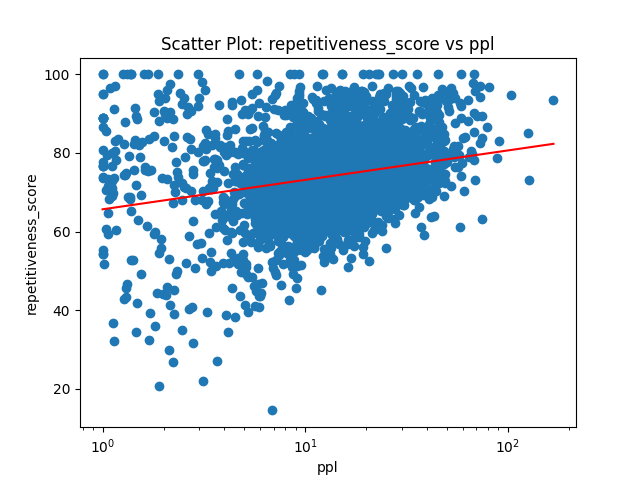 Scatter Plot: repetitiveness_score vs ppl
100
80
60
40
20
repetitiveness_score
10⁰
10¹
10²
ppl